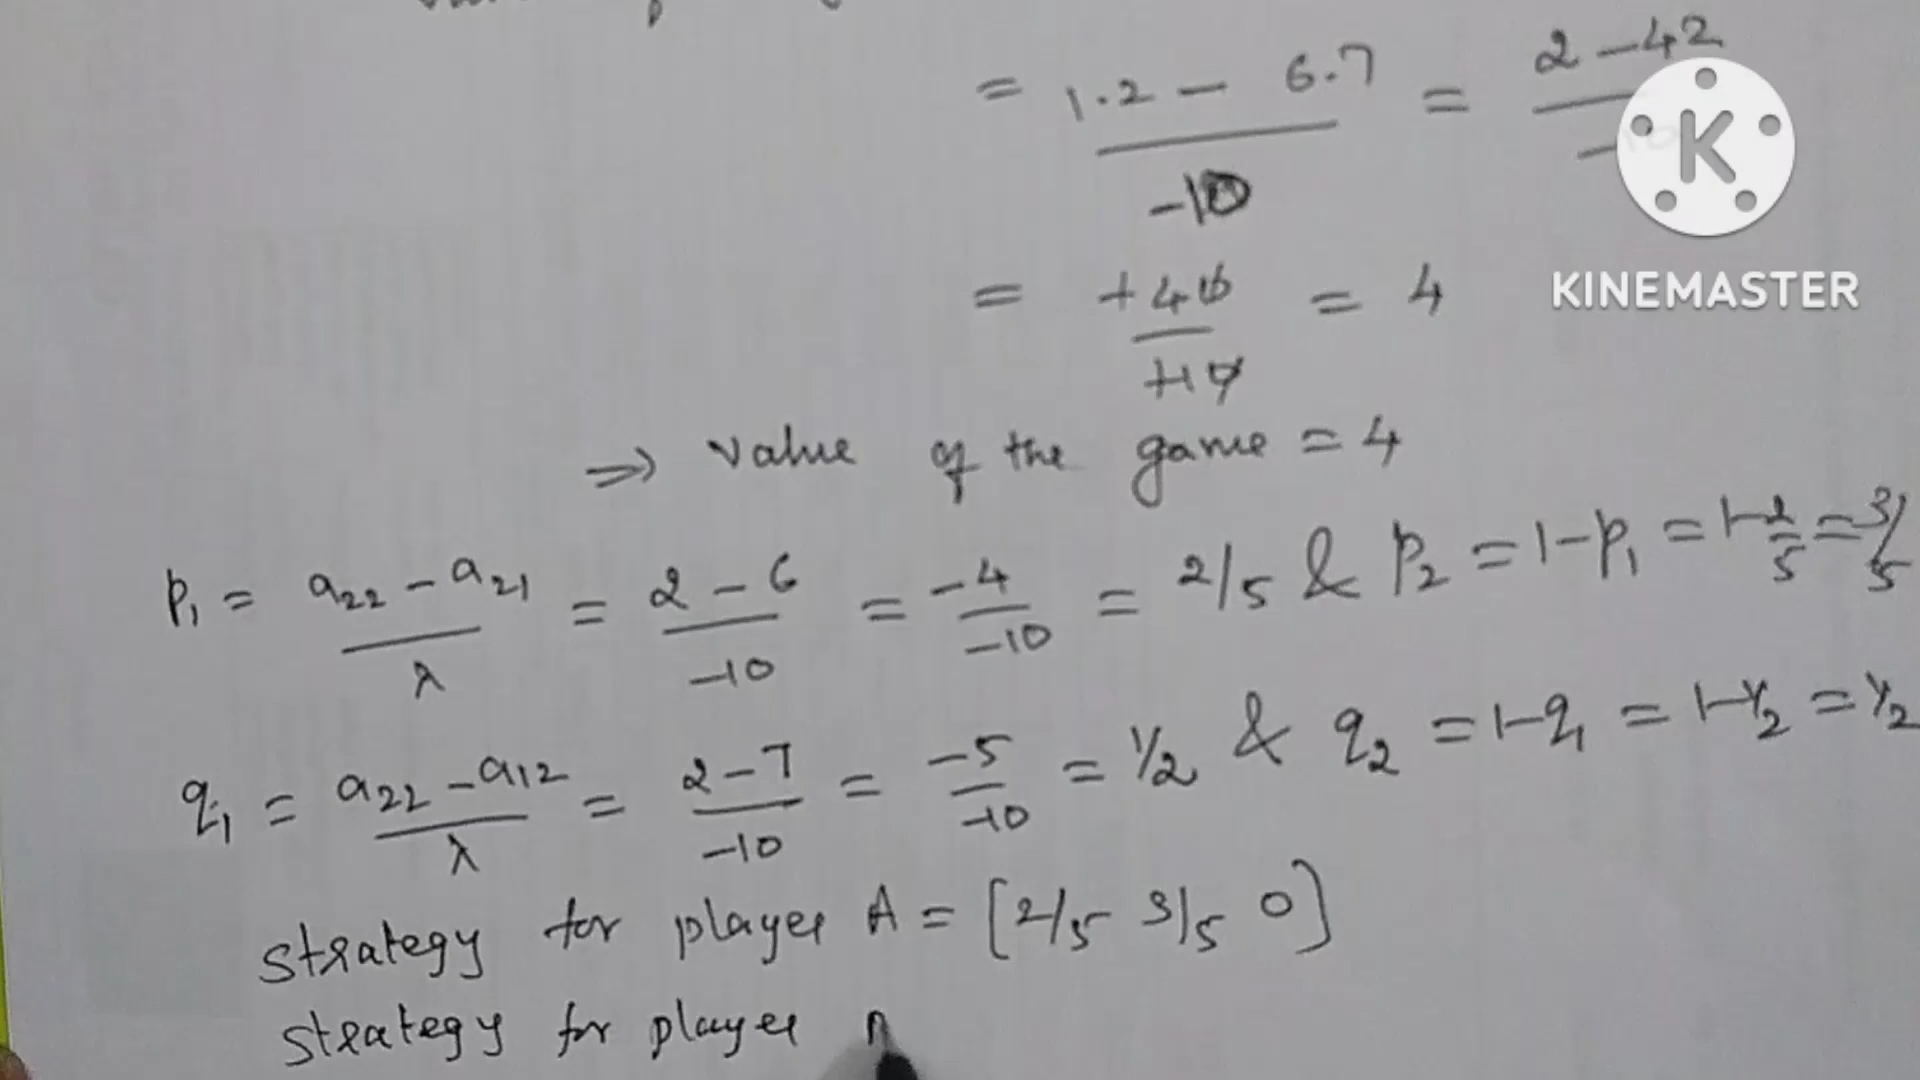 = 1.2 - 6.7 / -10 = 2 - 42 / -10
KINEMASTER
= +40 / +10 = 4
⇒ value of the game = 4
p₁ = a₂₂ - a₂₁ / λ = 2 - 6 / -10 = -4 / -10 = 2/5 & p₂ = 1-p₁ = 1-2/5 = 3/5
q₁ = a₂₂ - a₁₂ / λ = 2 - 7 / -10 = -5 / -10 = 1/2 & q₂ = 1-q₁ = 1-1/2 = 1/2
strategy for player A = [2/5 3/5 0]
strategy for player